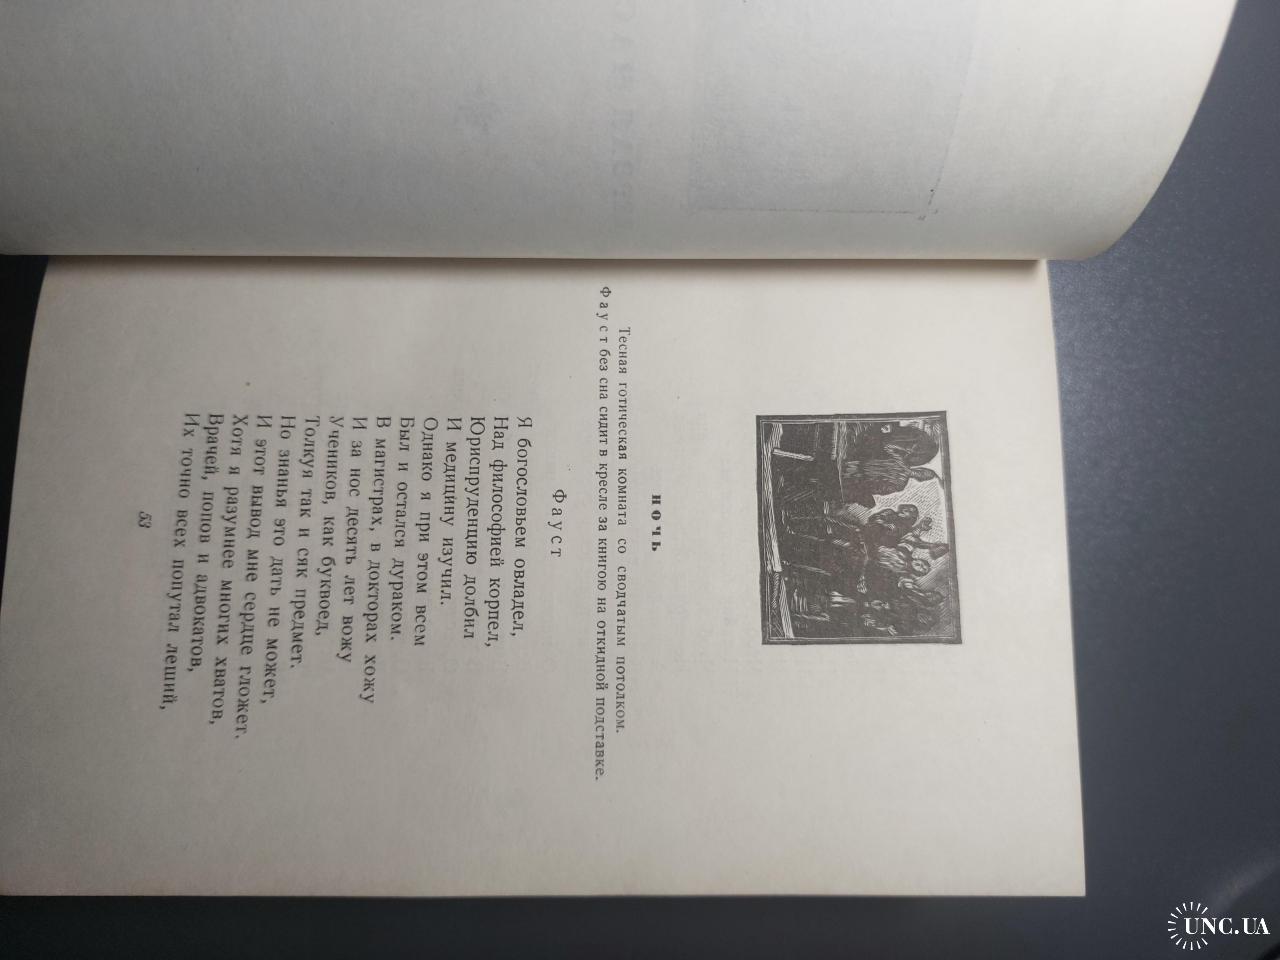 НОЧЬ
Тесная готическая комната со сводчатым потолком.
Фауст без сна сидит в кресле за книгою на откидной подставке.
Фауст
Я богословьем овладел,
Над философией корпел,
Юриспруденцию долбил
И медицину изучил.
Однако я при этом всем
Был и остался дураком.
В магистрах, в докторах хожу
И за нос десять лет вожу
Учеников, как буквоед,
Толкуя так и сяк предмет.
Но знанья это дать не может,
И этот вывод мне сердце гложет.
Хотя я разумнее многих хватов,
Врачей, попов и адвокатов,
Их точно всех попутал леший,
53
UNC.UA